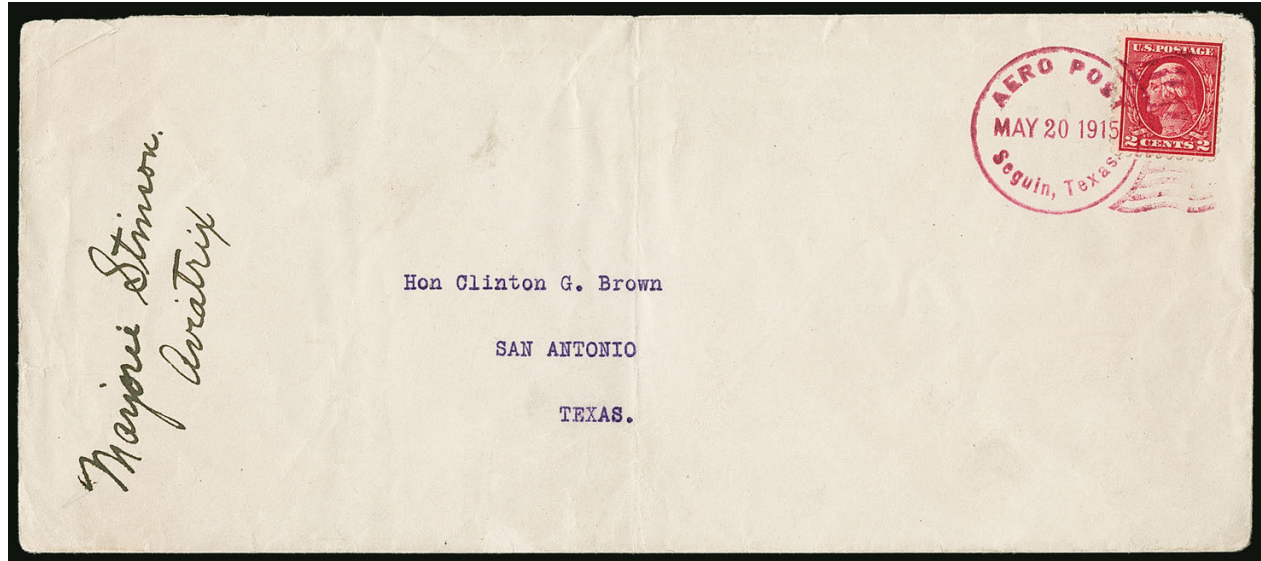 AERO POST
MAY 20 1915
Seguin, Texas.
U.S. POSTAGE
2 CENTS 2
Marjorie Stinson.
Aviatrix
Hon Clinton G. Brown
SAN ANTONIO
TEXAS.